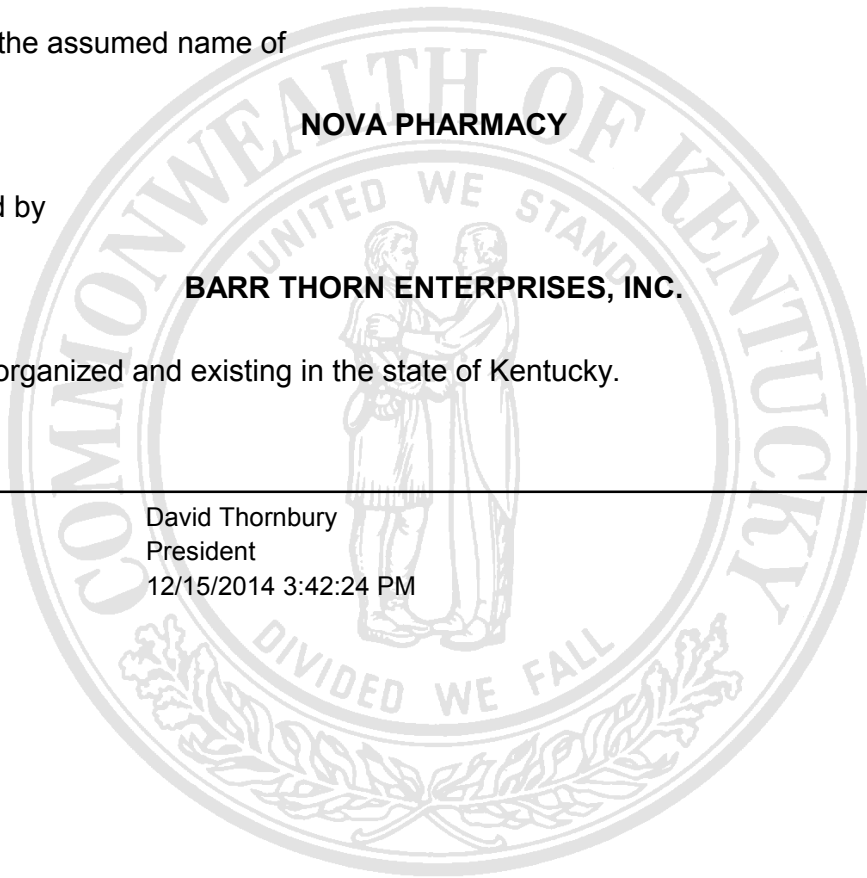 the assumed name of
NOVA PHARMACY
d by
BARR THORN ENTERPRISES, INC.
organized and existing in the state of Kentucky.
David Thornbury
President
12/15/2014 3:42:24 PM
COMMONWEALTH OF KENTUCKY
UNITED WE STAND
DIVIDED WE FALL